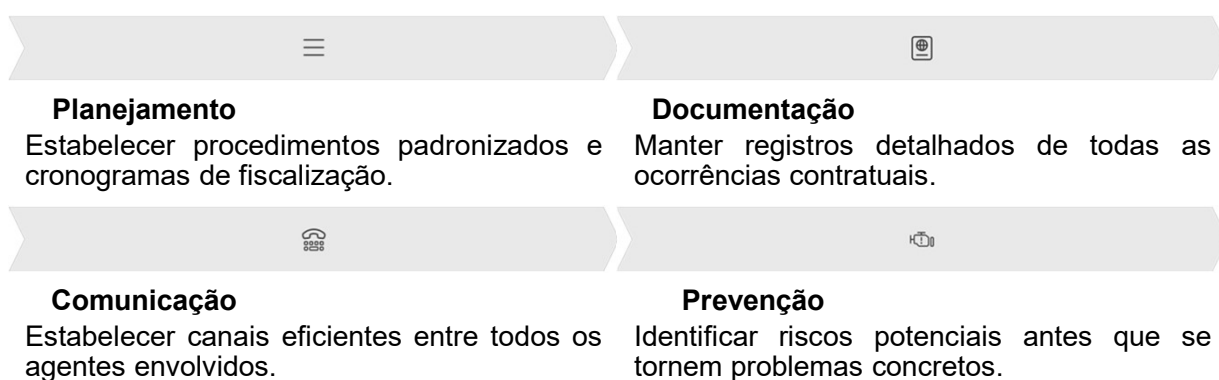 Planejamento
Estabelecer procedimentos padronizados e
cronogramas de fiscalização.
Documentação
Manter registros detalhados de todas as
ocorrências contratuais.
Comunicação
Estabelecer canais eficientes entre todos os
agentes envolvidos.
Prevenção
Identificar riscos potenciais antes que se
tornem problemas concretos.